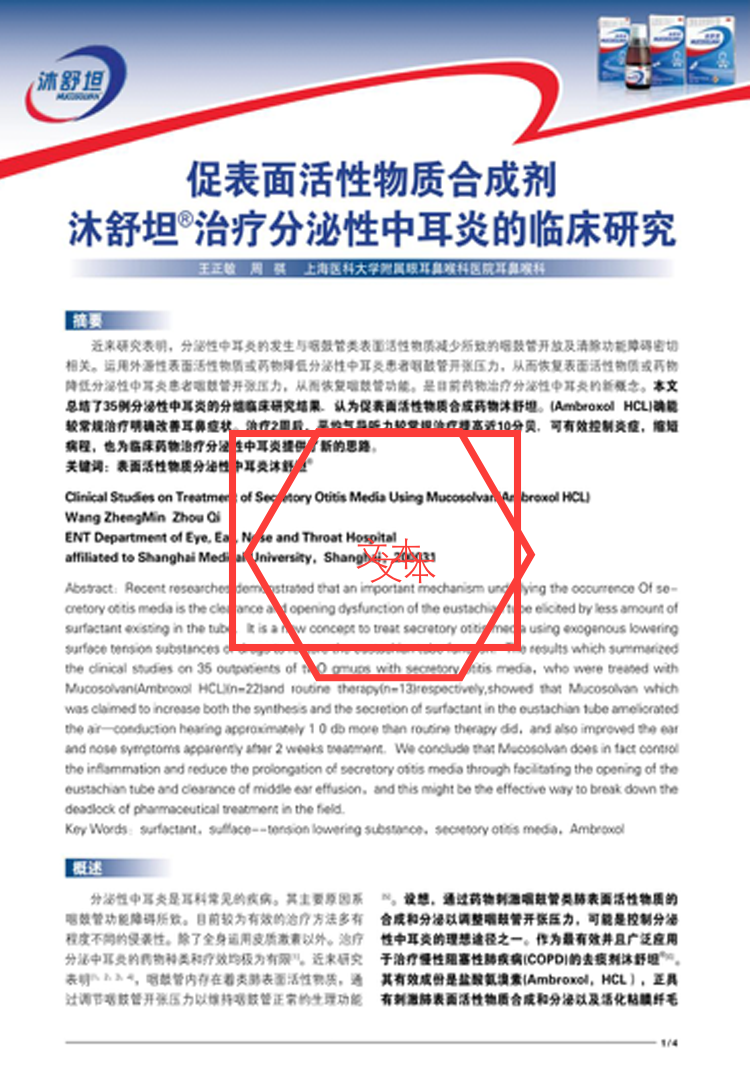 沐舒坦
MUCOSOLVAN
促表面活性物质合成剂
沐舒坦®治疗分泌性中耳炎的临床研究
王正敏 周祺 上海医科大学附属眼耳鼻喉科医院耳鼻喉科
摘要
近来研究表明，分泌性中耳炎的发生与咽鼓管类表面活性物质减少所致的咽鼓管开放及清除功能障碍密切
相关。运用外源性表面活性物质或药物降低分泌性中耳炎患者咽鼓管开张压力，从而恢复表面活性物质或药物
降低分泌性中耳炎患者咽鼓管开张压力，从而恢复咽鼓管功能。是目前药物治疗分泌性中耳炎的新概念。本文
总结了35例分泌性中耳炎的分组临床研究结果．认为促表面活性物质合成药物沐舒坦。(Ambroxol HCL)确能
较常规治疗明确改善耳鼻症状。治疗2周后，平均气导听力较常规治疗提高近10分贝．可有效控制炎症，缩短
病程，也为临床药物治疗分泌性中耳炎提供了新的思路。
关键词：表面活性物质分泌性中耳炎沐舒坦®
Clinical Studies on Treatment of Secretory Otitis Media Using Mucosolvan(Ambroxol HCL)
Wang ZhengMin Zhou Qi
ENT Department of Eye, Ear, Nose and Throat Hospital
affiliated to Shanghai Medical University，Shanghai，200031
文本
文本
Abstract：Recent researches demonstrated that an important mechanism underlying the occurrence Of se-
cretory otitis media is the clearance and opening dysfunction of the eustachian tube elicited by less amount of
surfactant existing in the tube．It is a new concept to treat secretory otitis media using exogenous lowering
surface tension substances or drugs to restore the eustachian tube function．The results which summarized
the clinical studies on 35 outpatients of twO gmups with secretory otitis media，who were treated with
Mucosolvan(Ambroxol HCL)(n=22)and routine therapy(n=13)respectively,showed that Mucosolvan which
was claimed to increase both the synthesis and the secretion of surfactant in the eustachian tube ameliorated
the air—conduction hearing approximately 1 0 db more than routine therapy did，and also improved the ear
and nose symptoms apparently after 2 weeks treatment．We conclude that Mucosolvan does in fact control
the inflammation and reduce the prolongation of secretory otitis media through facilitating the opening of the
eustachian tube and clearance of middle ear effusion，and this might be the effective way to break down the
deadlock of pharmaceutical treatment in the field.
Key Words：surfactant，sufface--tension lowering substance，secretory otitis media，Ambroxol
概述
分泌性中耳炎是耳科常见的疾病。其主要原因系
咽鼓管功能障碍所致。目前较为有效的治疗方法多有
程度不同的侵袭性。除了全身运用皮质激素以外。治疗
分泌中耳炎的药物种类和疗效均极为有限[1]。近来研究
表明[1, 2, 3, 4]，咽鼓管内存在着类肺表面活性物质，通
过调节咽鼓管开张压力以维持咽鼓管正常的生理功能
[5]。设想，通过药物刺激咽鼓管类肺表面活性物质的
合成和分泌以调整咽鼓管开张压力，可能是控制分泌
性中耳炎的理想途径之一。作为最有效并且广泛应用
于治疗慢性阻塞性肺疾病(COPD)的去痰剂沐舒坦®[6]。
其有效成份是盐酸氨溴素(Ambroxol，HCL），正具
有刺激肺表面活性物质合成和分泌以及活化粘膜纤毛
1/4